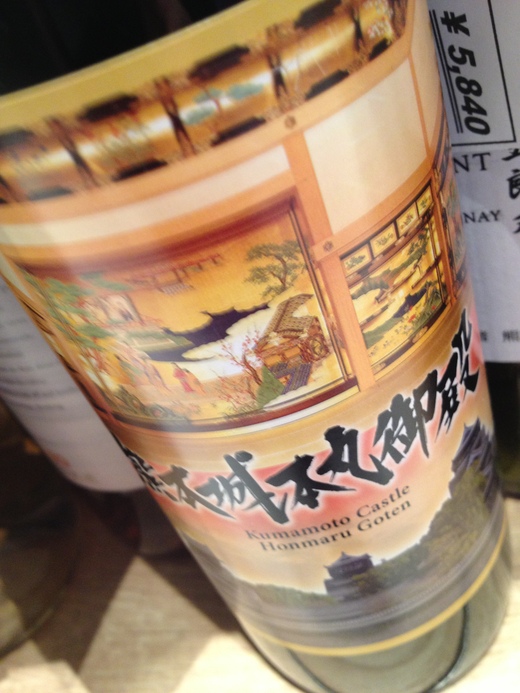 ¥5,840
NT
NAY
熊本城本丸御殿
Kumamoto Castle
Honmaru Goten